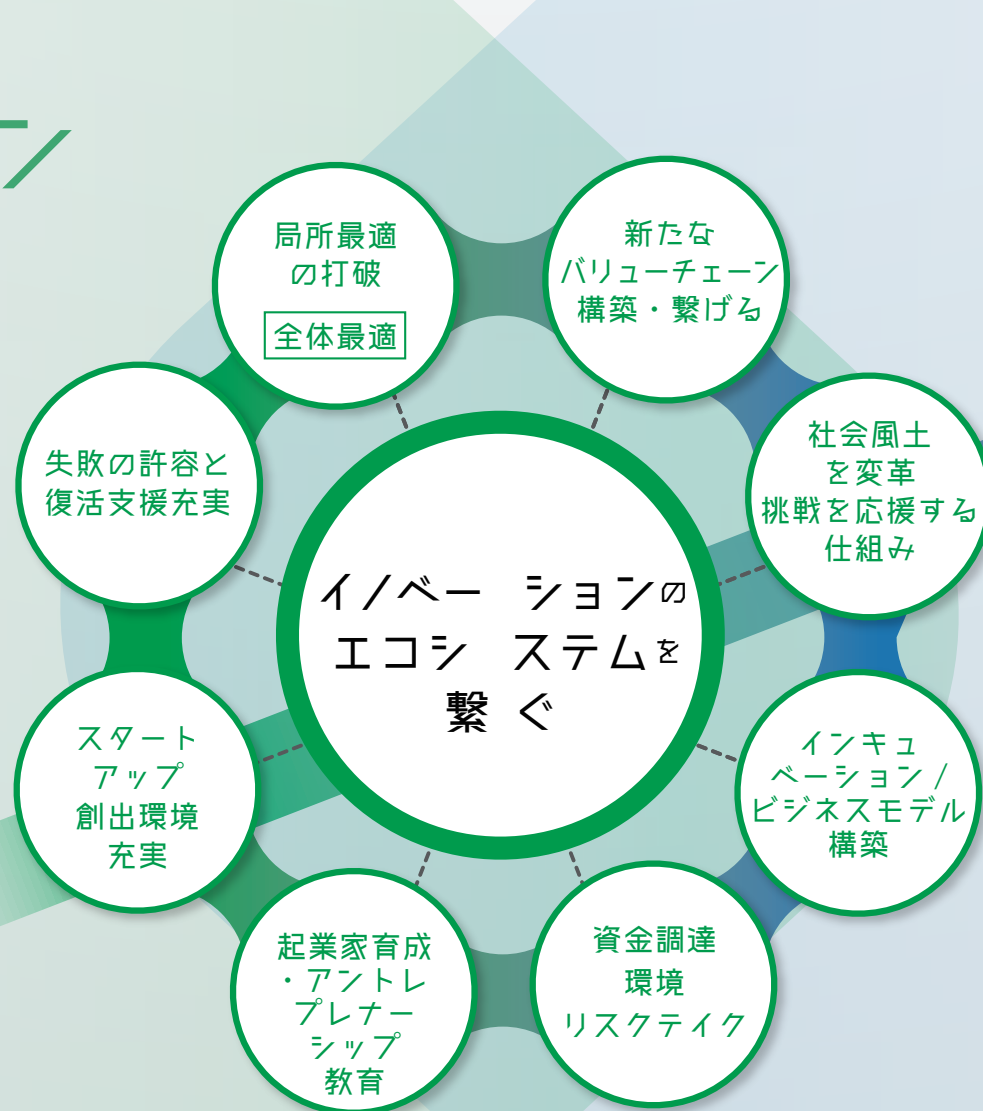 ン
局所最適
の打破
全体最適
新たな
バリューチェーン
構築・繋げる
社会風土
を変革
挑戦を応援する
仕組み
失敗の許容と
復活支援充実
イノベーションの
エコシステムを
繋ぐ
スタート
アップ
創出環境
充実
インキュ
ベーション/
ビジネスモデル
構築
起業家育成
・アントレ
プレナー
シップ
教育
資金調達
環境
リスクテイク